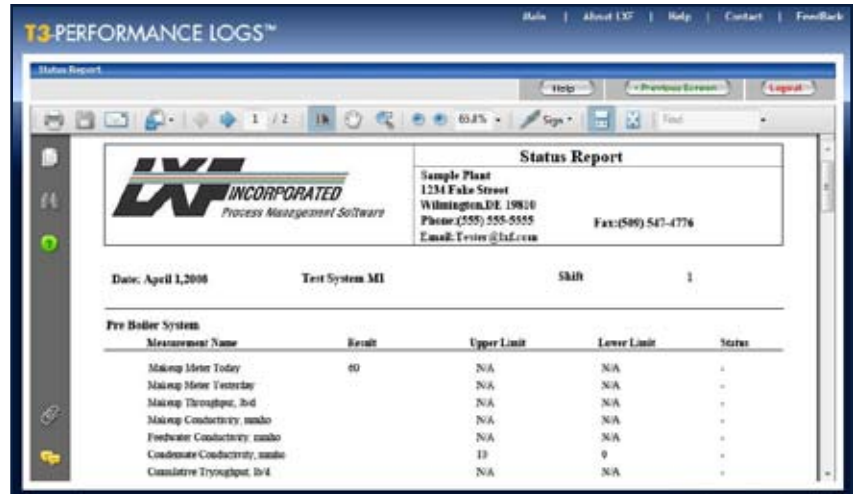 Main | About LXF | Help | Contact | FeedBack
T3-PERFORMANCE LOGS™
Status Report
Help
Previous Screen
Logout
1 / 2
65.8%
Sign
Find
LXF INCORPORATED
Process Management Software
Status Report
Sample Plant
1234 Fake Street
Wilmington,DE 19810
Phone:(555) 555-5555 Fax:(509) 547-4776
Email:Tester@lxf.com
Date: April 1,2008 Test System MI Shift 1
Pre Boiler System
Measurement Name Result Upper Limit Lower Limit Status
Makeup Meter Today 60 N/A N/A -
Makeup Meter Yesterday N/A N/A -
Makeup Throughput, lb/d N/A N/A -
Makeup Conductivity, mmho N/A N/A -
Feedwater Conductivity, mmho N/A N/A -
Condensate Conductivity, mmho 10 0 -
Cumulative Tryoughput, lb/d N/A N/A -